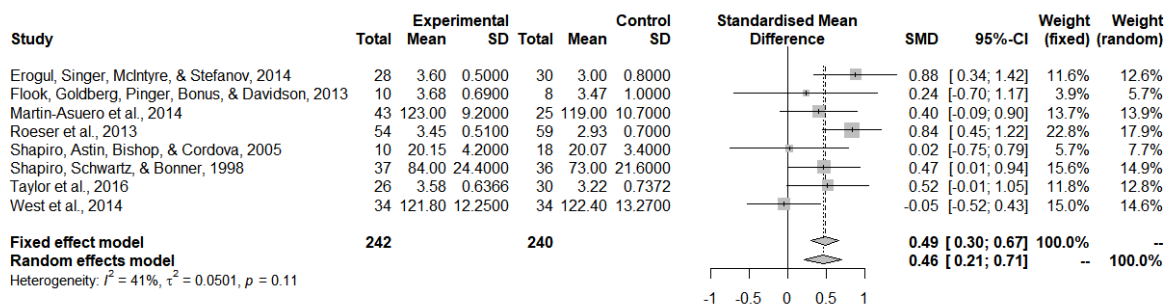 Experimental Control Standardised Mean Weight Weight
Study Total Mean SD Total Mean SD Difference SMD 95%-CI (fixed) (random)
Erogul, Singer, McIntyre, & Stefanov, 2014 28 3.60 0.5000 30 3.00 0.8000 0.88 [ 0.34; 1.42] 11.6% 12.6%
Flook, Goldberg, Pinger, Bonus, & Davidson, 2013 10 3.68 0.6900 8 3.47 1.0000 0.24 [-0.70; 1.17] 3.9% 5.7%
Martin-Asuero et al., 2014 43 123.00 9.2000 25 119.00 10.7000 0.40 [-0.09; 0.90] 13.7% 13.9%
Roeser et al., 2013 54 3.45 0.5100 59 2.93 0.7000 0.84 [ 0.45; 1.22] 22.8% 17.9%
Shapiro, Astin, Bishop, & Cordova, 2005 10 20.15 4.2000 18 20.07 3.4000 0.02 [-0.75; 0.79] 5.7% 7.7%
Shapiro, Schwartz, & Bonner, 1998 37 84.00 24.4000 36 73.00 21.6000 0.47 [ 0.01; 0.94] 15.6% 14.9%
Taylor et al., 2016 26 3.58 0.6366 30 3.22 0.7372 0.52 [-0.01; 1.05] 11.8% 12.8%
West et al., 2014 34 121.80 12.2500 34 122.40 13.2700 -0.05 [-0.52; 0.43] 15.0% 14.6%
Fixed effect model 242 240 0.49 [ 0.30; 0.67] 100.0% --
Random effects model 0.46 [ 0.21; 0.71] -- 100.0%
Heterogeneity: I² = 41%, τ² = 0.0501, p = 0.11
-1 -0.5 0 0.5 1